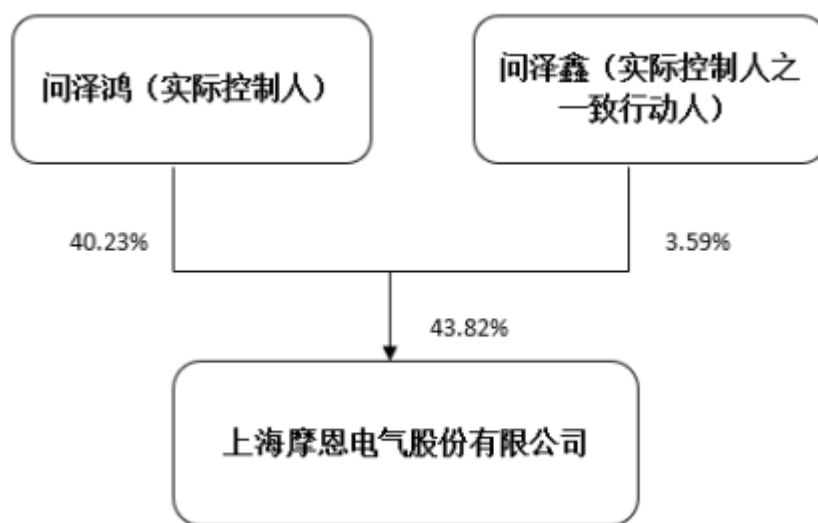 问泽鸿（实际控制人）
问泽鑫（实际控制人之
一致行动人）
40.23%
3.59%
43.82%
上海摩恩电气股份有限公司